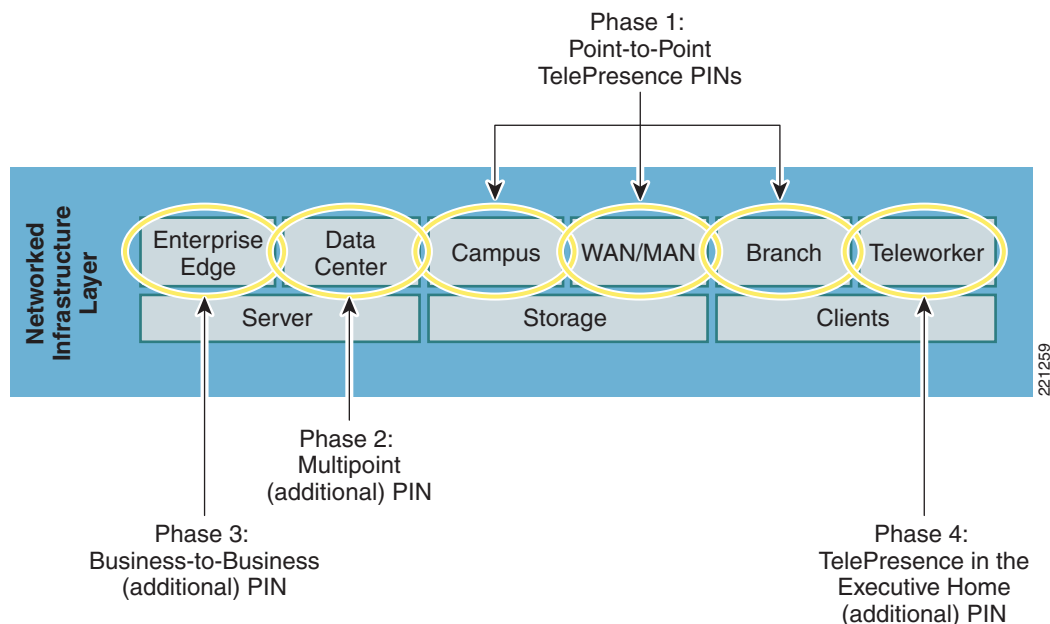 Phase 1:
Point-to-Point
TelePresence PINs
Networked
Infrastructure
Layer
Enterprise
Edge
Data
Center
Campus
WAN/MAN
Branch
Teleworker
Server
Storage
Clients
221259
Phase 2:
Multipoint
(additional) PIN
Phase 3:
Business-to-Business
(additional) PIN
Phase 4:
TelePresence in the
Executive Home
(additional) PIN